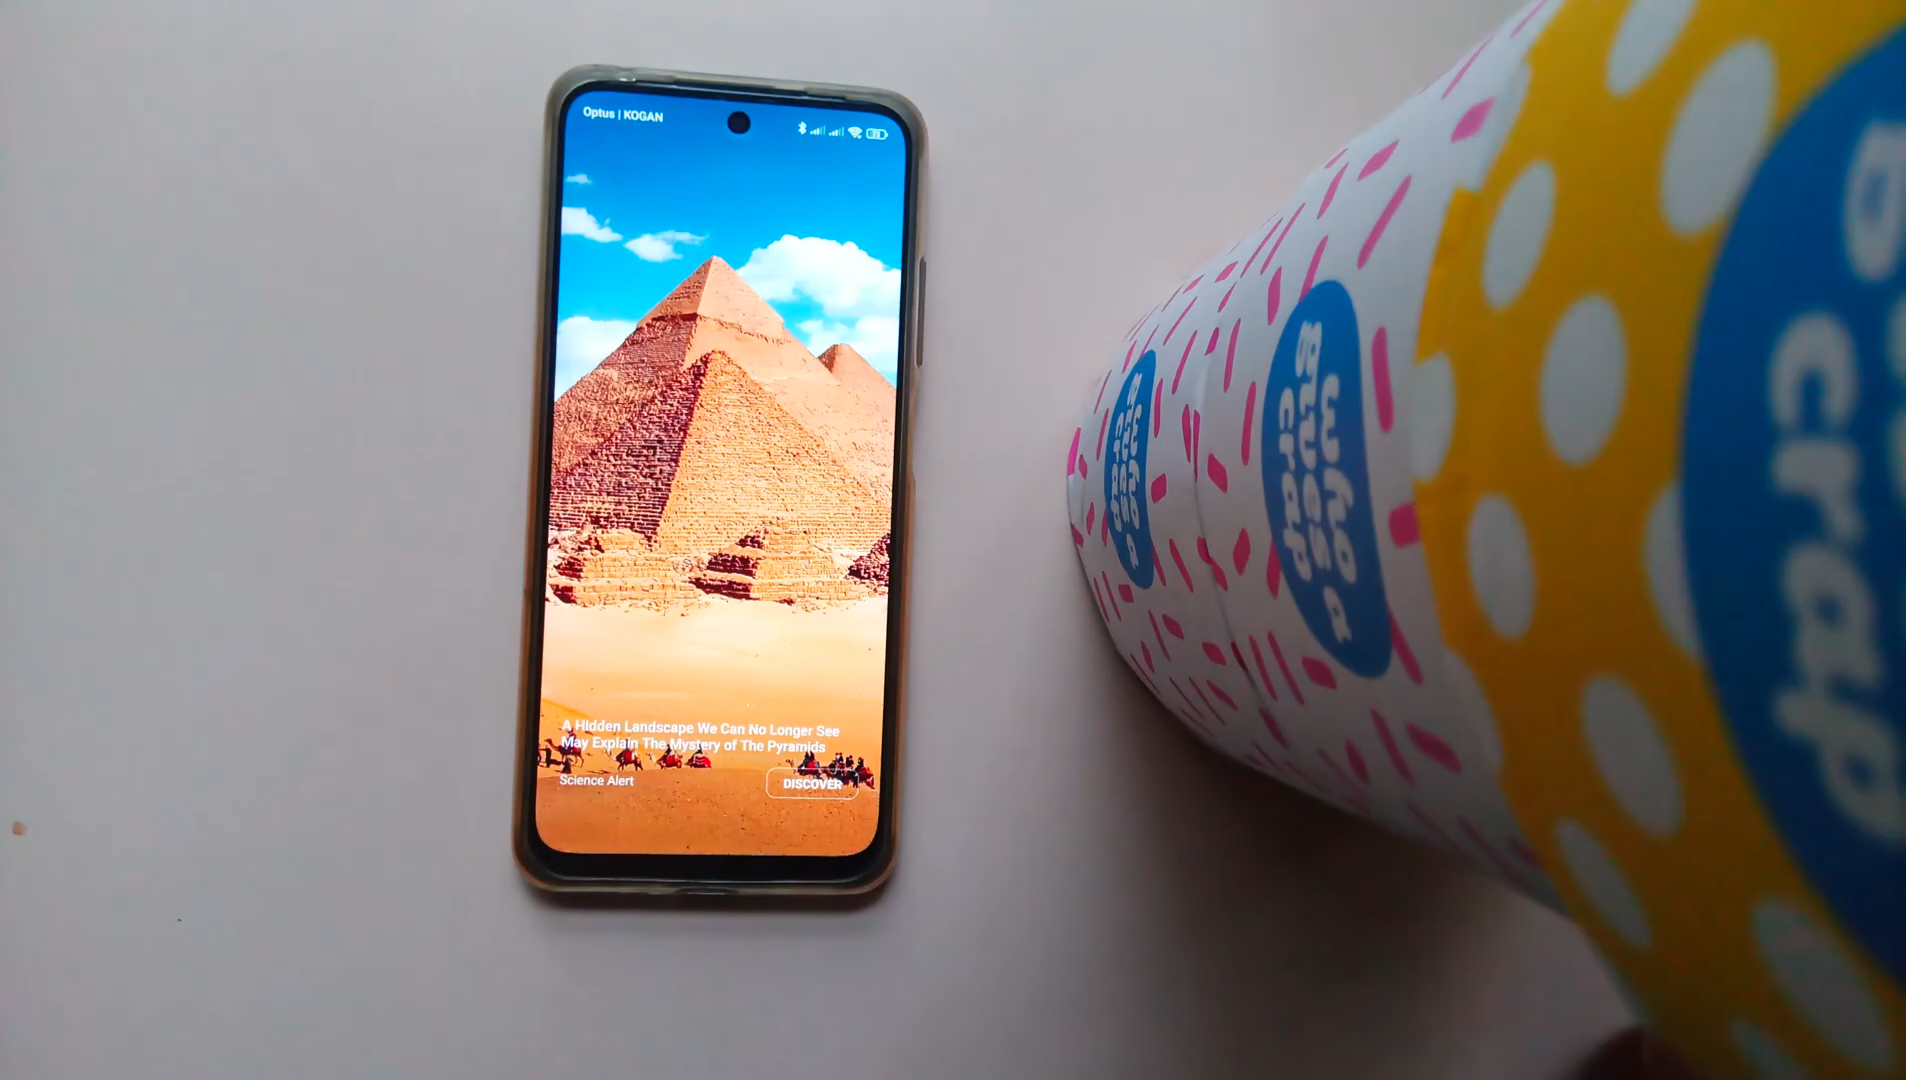 Optus | KOGAN
A Hidden Landscape We Can No Longer See
May Explain The Mystery of The Pyramids
Science Alert
DISCOVER
who
gives a
crap
who
gives a
crap
crap